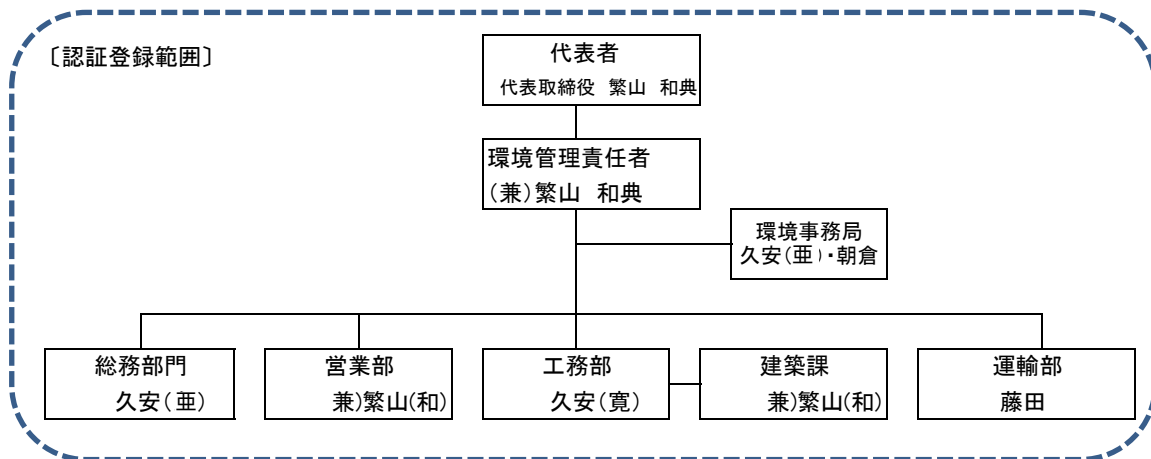 〔認証登録範囲〕
代表者
代表取締役 繁山 和典
環境管理責任者
(兼)繁山 和典
環境事務局
久安(亜)・朝倉
総務部門
久安(亜)
営業部
兼)繁山(和)
工務部
久安(寛)
建築課
兼)繁山(和)
運輸部
藤田